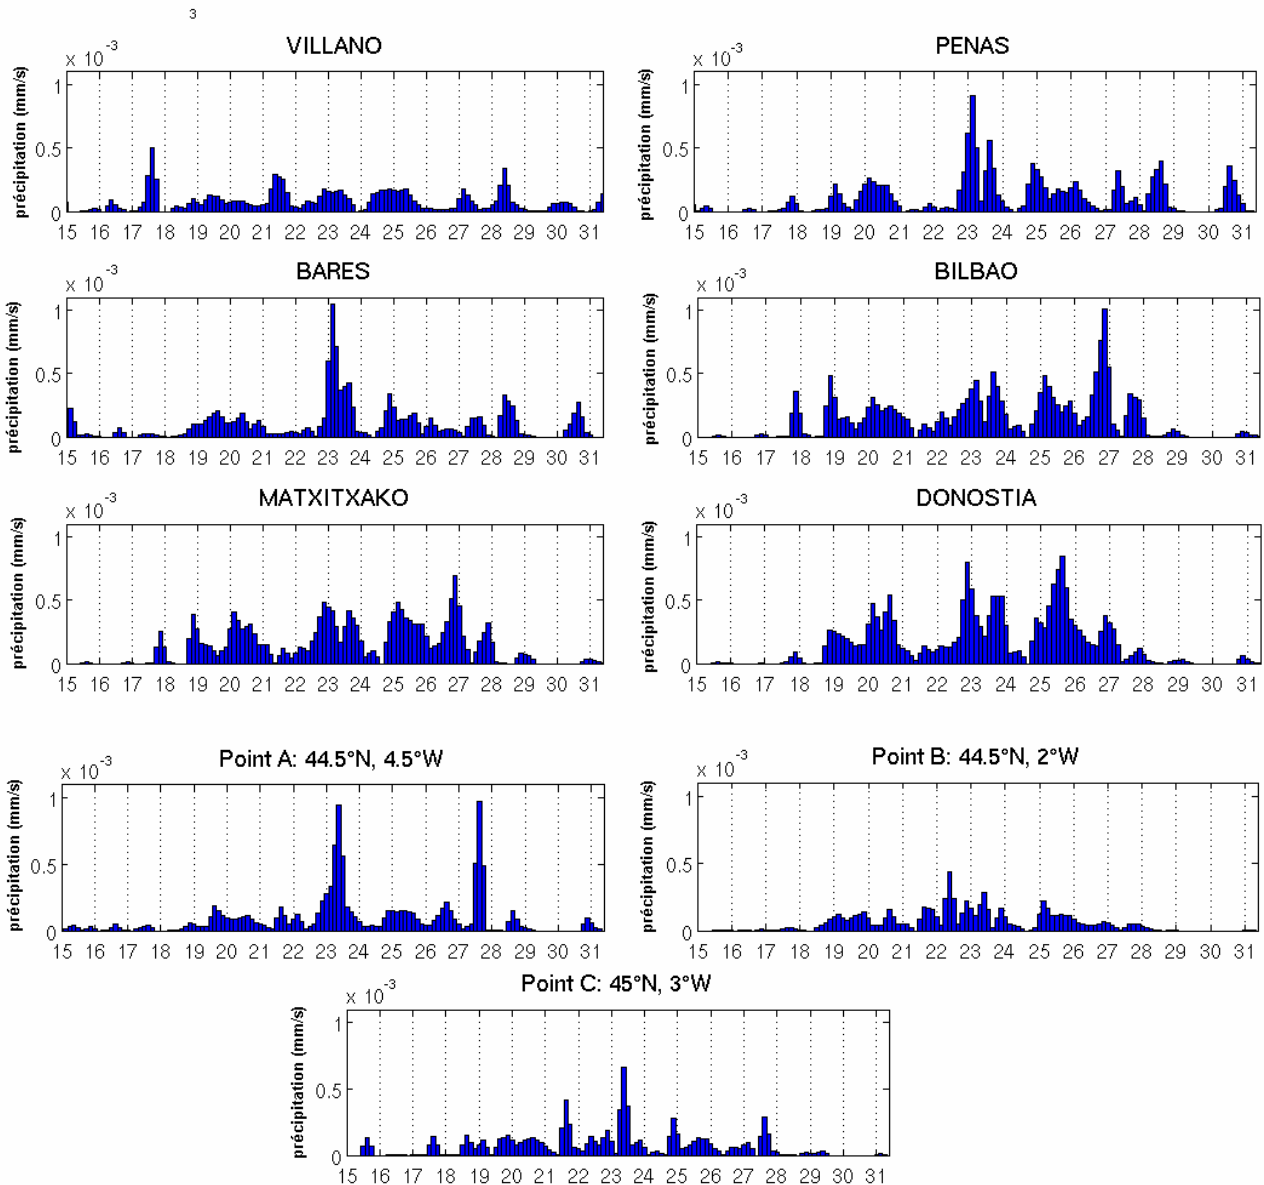 3
VILLANO
x 10-3
précipitation (mm/s)
1
0.5
0
15 16 17 18 19 20 21 22 23 24 25 26 27 28 29 30 31
PENAS
x 10-3
précipitation (mm/s)
1
0.5
0
15 16 17 18 19 20 21 22 23 24 25 26 27 28 29 30 31
BARES
x 10-3
précipitation (mm/s)
1
0.5
0
15 16 17 18 19 20 21 22 23 24 25 26 27 28 29 30 31
BILBAO
x 10-3
précipitation (mm/s)
1
0.5
0
15 16 17 18 19 20 21 22 23 24 25 26 27 28 29 30 31
MATXITXAKO
x 10-3
précipitation (mm/s)
1
0.5
0
15 16 17 18 19 20 21 22 23 24 25 26 27 28 29 30 31
DONOSTIA
x 10-3
précipitation (mm/s)
1
0.5
0
15 16 17 18 19 20 21 22 23 24 25 26 27 28 29 30 31
Point A: 44.5°N, 4.5°W
x 10-3
précipitation (mm/s)
1
0.5
0
15 16 17 18 19 20 21 22 23 24 25 26 27 28 29 30 31
Point B: 44.5°N, 2°W
x 10-3
précipitation (mm/s)
1
0.5
0
15 16 17 18 19 20 21 22 23 24 25 26 27 28 29 30 31
Point C: 45°N, 3°W
x 10-3
précipitation (mm/s)
1
0.5
0
15 16 17 18 19 20 21 22 23 24 25 26 27 28 29 30 31